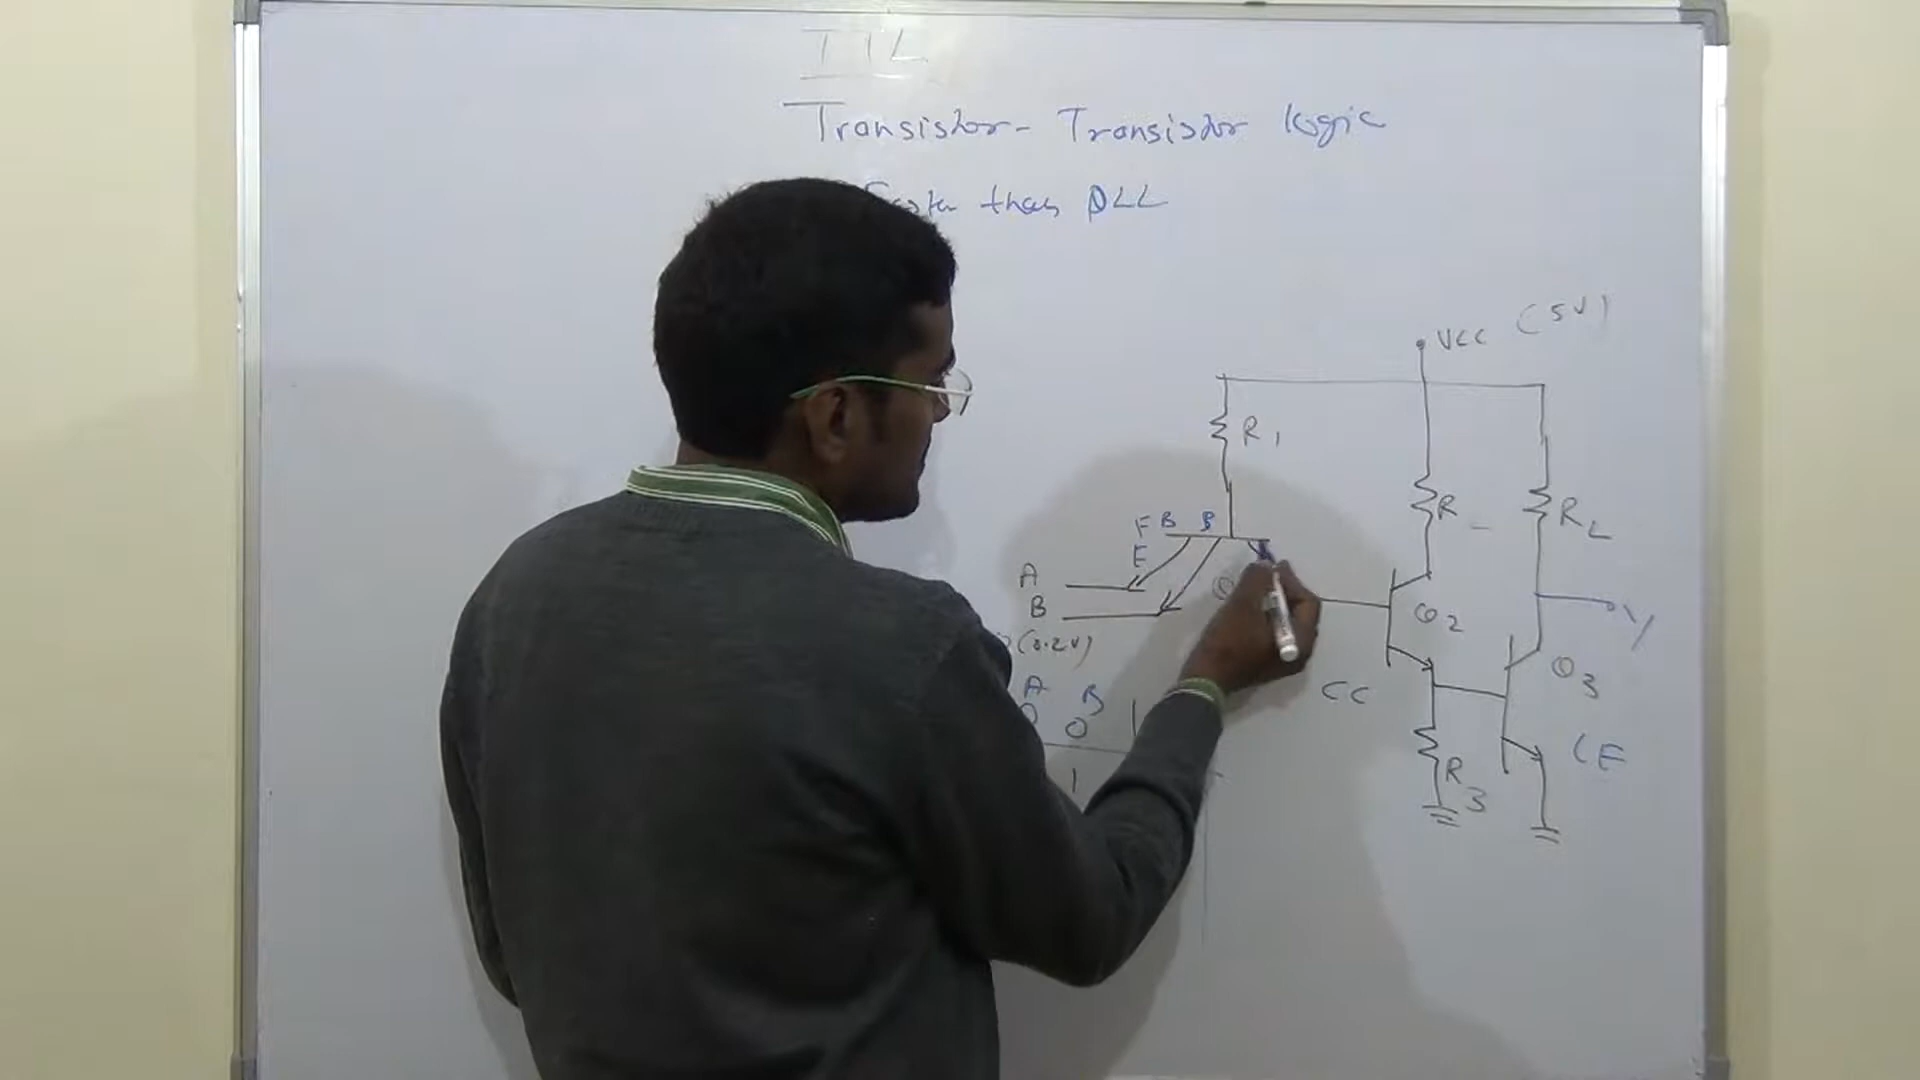 TTL
Transistor - Transistor logic
than DLL
VCC (5V)
R1
R
RL
F B B
E
A
B
(0.2V)
Q2
Y
Q3
CC
CE
R3
A B
0 0
1